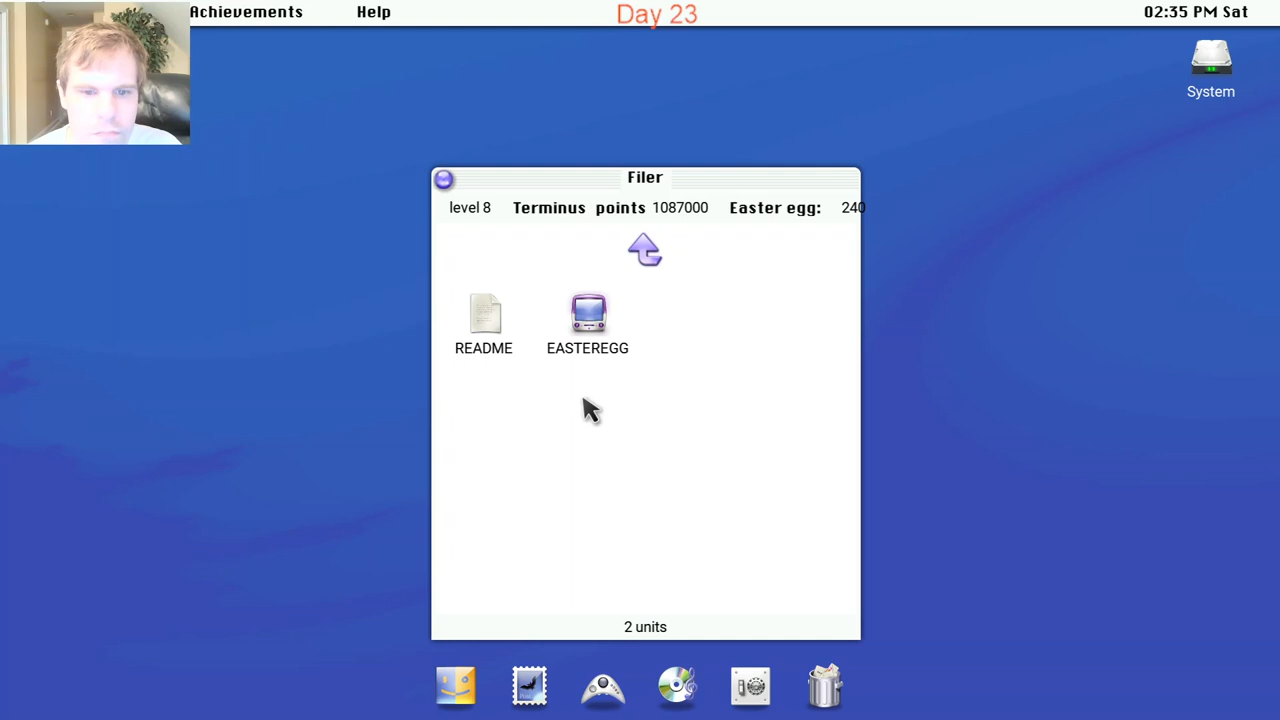 Achievements Help Day 23 02:35 PM Sat
System
Filer
level 8 Terminus points 1087000 Easter egg: 240
README EASTEREGG
2 units